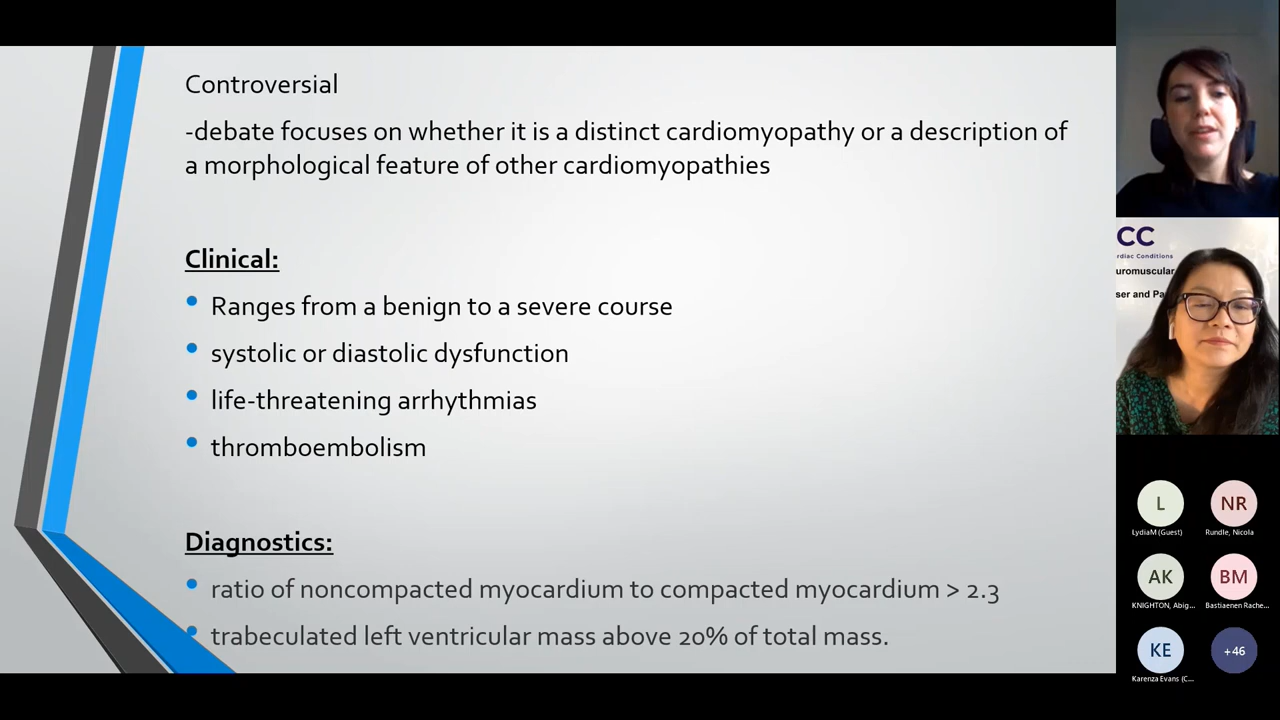 Controversial
-debate focuses on whether it is a distinct cardiomyopathy or a description of
a morphological feature of other cardiomyopathies
Clinical:
• Ranges from a benign to a severe course
• systolic or diastolic dysfunction
• life-threatening arrhythmias
• thromboembolism
Diagnostics:
• ratio of noncompacted myocardium to compacted myocardium > 2.3
• trabeculated left ventricular mass above 20% of total mass.
CC
rdiac Conditions
uromuscular
ser and Pa
L
NR
LydiaM (Guest)
Rundle, Nicola
AK
BM
KNIGHTON, Abig...
Bastiaenen Rache...
KE
+46
Karenza Evans (C...